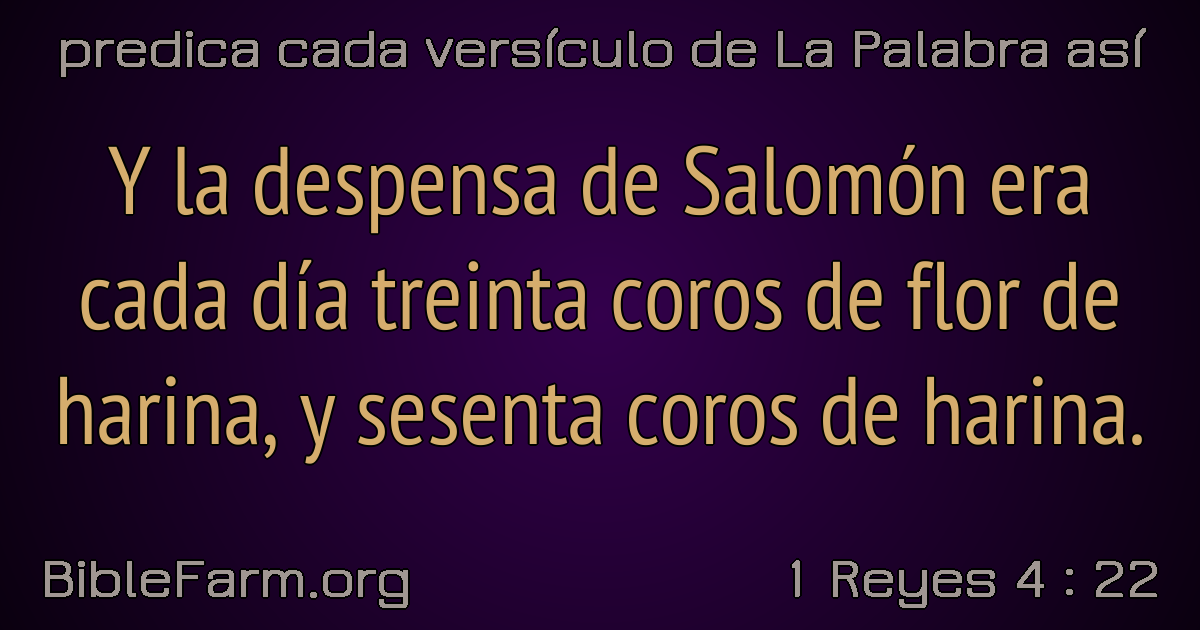 predica cada versículo de La Palabra así
Y la despensa de Salomón era
cada día treinta coros de flor de
harina, y sesenta coros de harina.
BibleFarm.org
1 Reyes 4 : 22